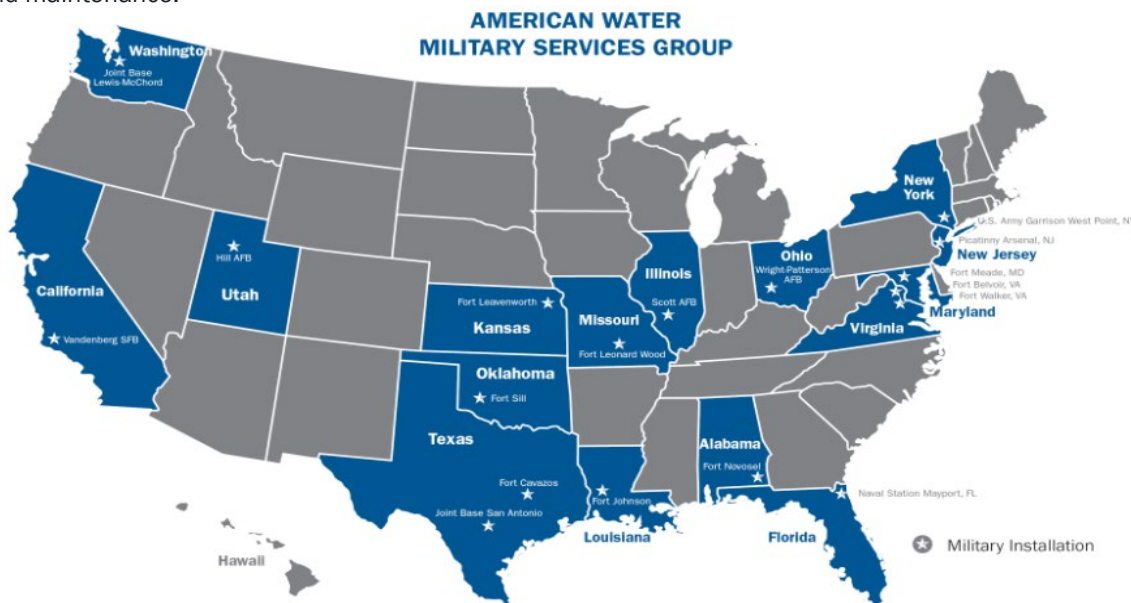 nd maintenance.
AMERICAN WATER
MILITARY SERVICES GROUP
Washington
Joint Base
Lewis-McChord
New
York
U.S. Army Garrison West Point, N
Picatinny Arsenal, NJ
New Jersey
Fort Meade, MD
Fort Belvoir, VA
Fort Walker, VA
Maryland
Virginia
Ohio
Wright-Patterson
AFB
Illinois
Scott AFB
Hill AFB
Utah
California
Vandenberg SFB
Fort Leavenworth
Kansas
Missouri
Fort Leonard Wood
Oklahoma
Fort Sill
Texas
Fort Cavazos
Joint Base San Antonio
Alabama
Fort Novosel
Fort Johnson
Louisiana
Naval Station Mayport, FL
Florida
Hawaii
Military Installation